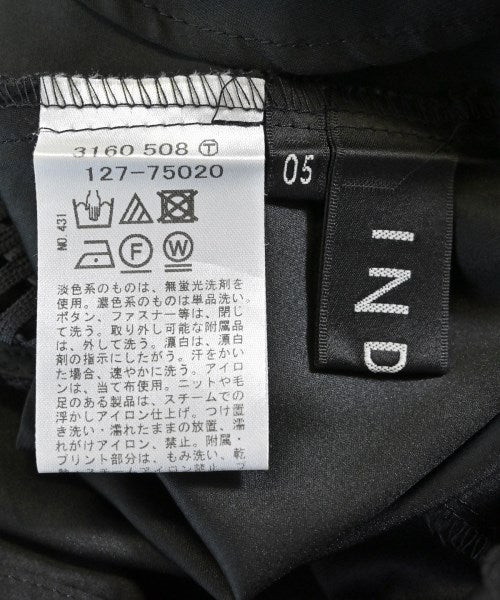 3160 508 Ⓣ
127-75020
NO.431
F
W
淡色系のものは、無蛍光洗剤を
使用。濃色系のものは単品洗い。
ボタン、ファスナー等は、閉じ
て洗う。取り外し可能な附属品
は、外して洗う。漂白は、漂白
剤の指示にしたがう。汗をかい
た場合、速やかに洗う。アイロ
ンは、当て布使用。ニットや毛
足のある製品は、スチームでの
浮かしアイロン仕上げ。つけ置
き洗い・濡れたままの放置、濡
れがけアイロン、禁止。附属・
プリント部分は、もみ洗い、乾
05
IND